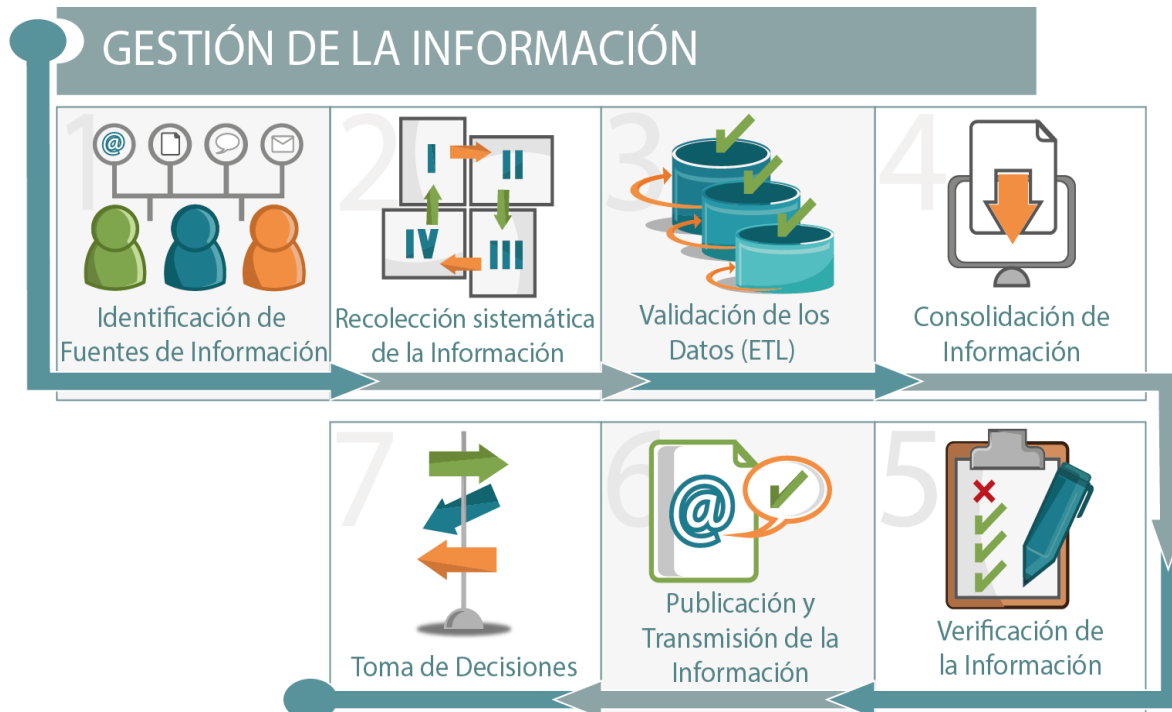 GESTIÓN DE LA INFORMACIÓN
1
@
Identificación de
Fuentes de Información
2
I
II
III
IV
Recolección sistemática
de la Información
3
Validación de los
Datos (ETL)
4
Consolidación de
Información
5
Verificación de
la Información
6
@
Publicación y
Transmisión de la
Información
7
Toma de Decisiones